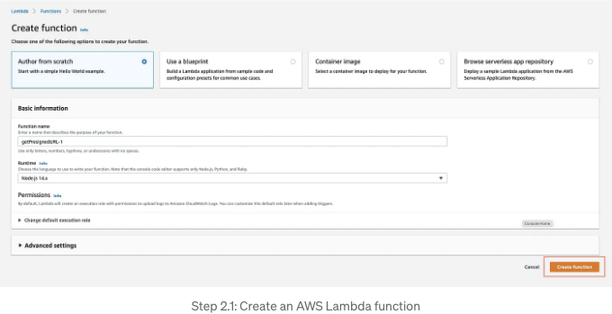 Lambda > Functions > Create function
Create function Info
Choose one of the following options to create your function.
Author from scratch
Start with a simple Hello World example.
Use a blueprint
Build a Lambda application from sample code and
configuration presets for common use cases.
Container image
Select a container image to deploy for your function.
Browse serverless app repository
Deploy a sample Lambda application from the AWS
Serverless Application Repository.
Basic information
Function name
Enter a name that describes the purpose of your function.
getPresignedURL-1
Use only letters, numbers, hyphens, or underscores with no spaces.
Runtime Info
Choose the language to use to write your function. Note that the console code editor supports only Node.js, Python, and Ruby.
Node.js 14.x
Permissions Info
By default, Lambda will create an execution role with permissions to upload logs to Amazon CloudWatch Logs. You can customize this default role later when adding triggers.
Change default execution role
Advanced settings
Cancel
Create function
Step 2.1: Create an AWS Lambda function